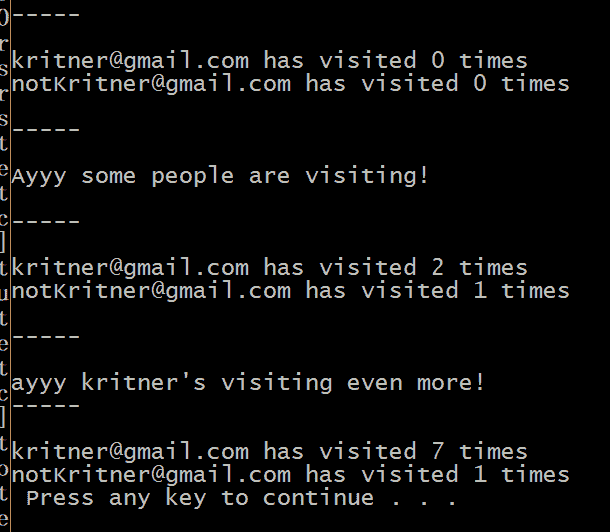 -----
kritner@gmail.com has visited 0 times
notKritner@gmail.com has visited 0 times
-----
Ayyy some people are visiting!
-----
kritner@gmail.com has visited 2 times
notKritner@gmail.com has visited 1 times
-----
ayyy kritner's visiting even more!
-----
kritner@gmail.com has visited 7 times
notKritner@gmail.com has visited 1 times
Press any key to continue . . .